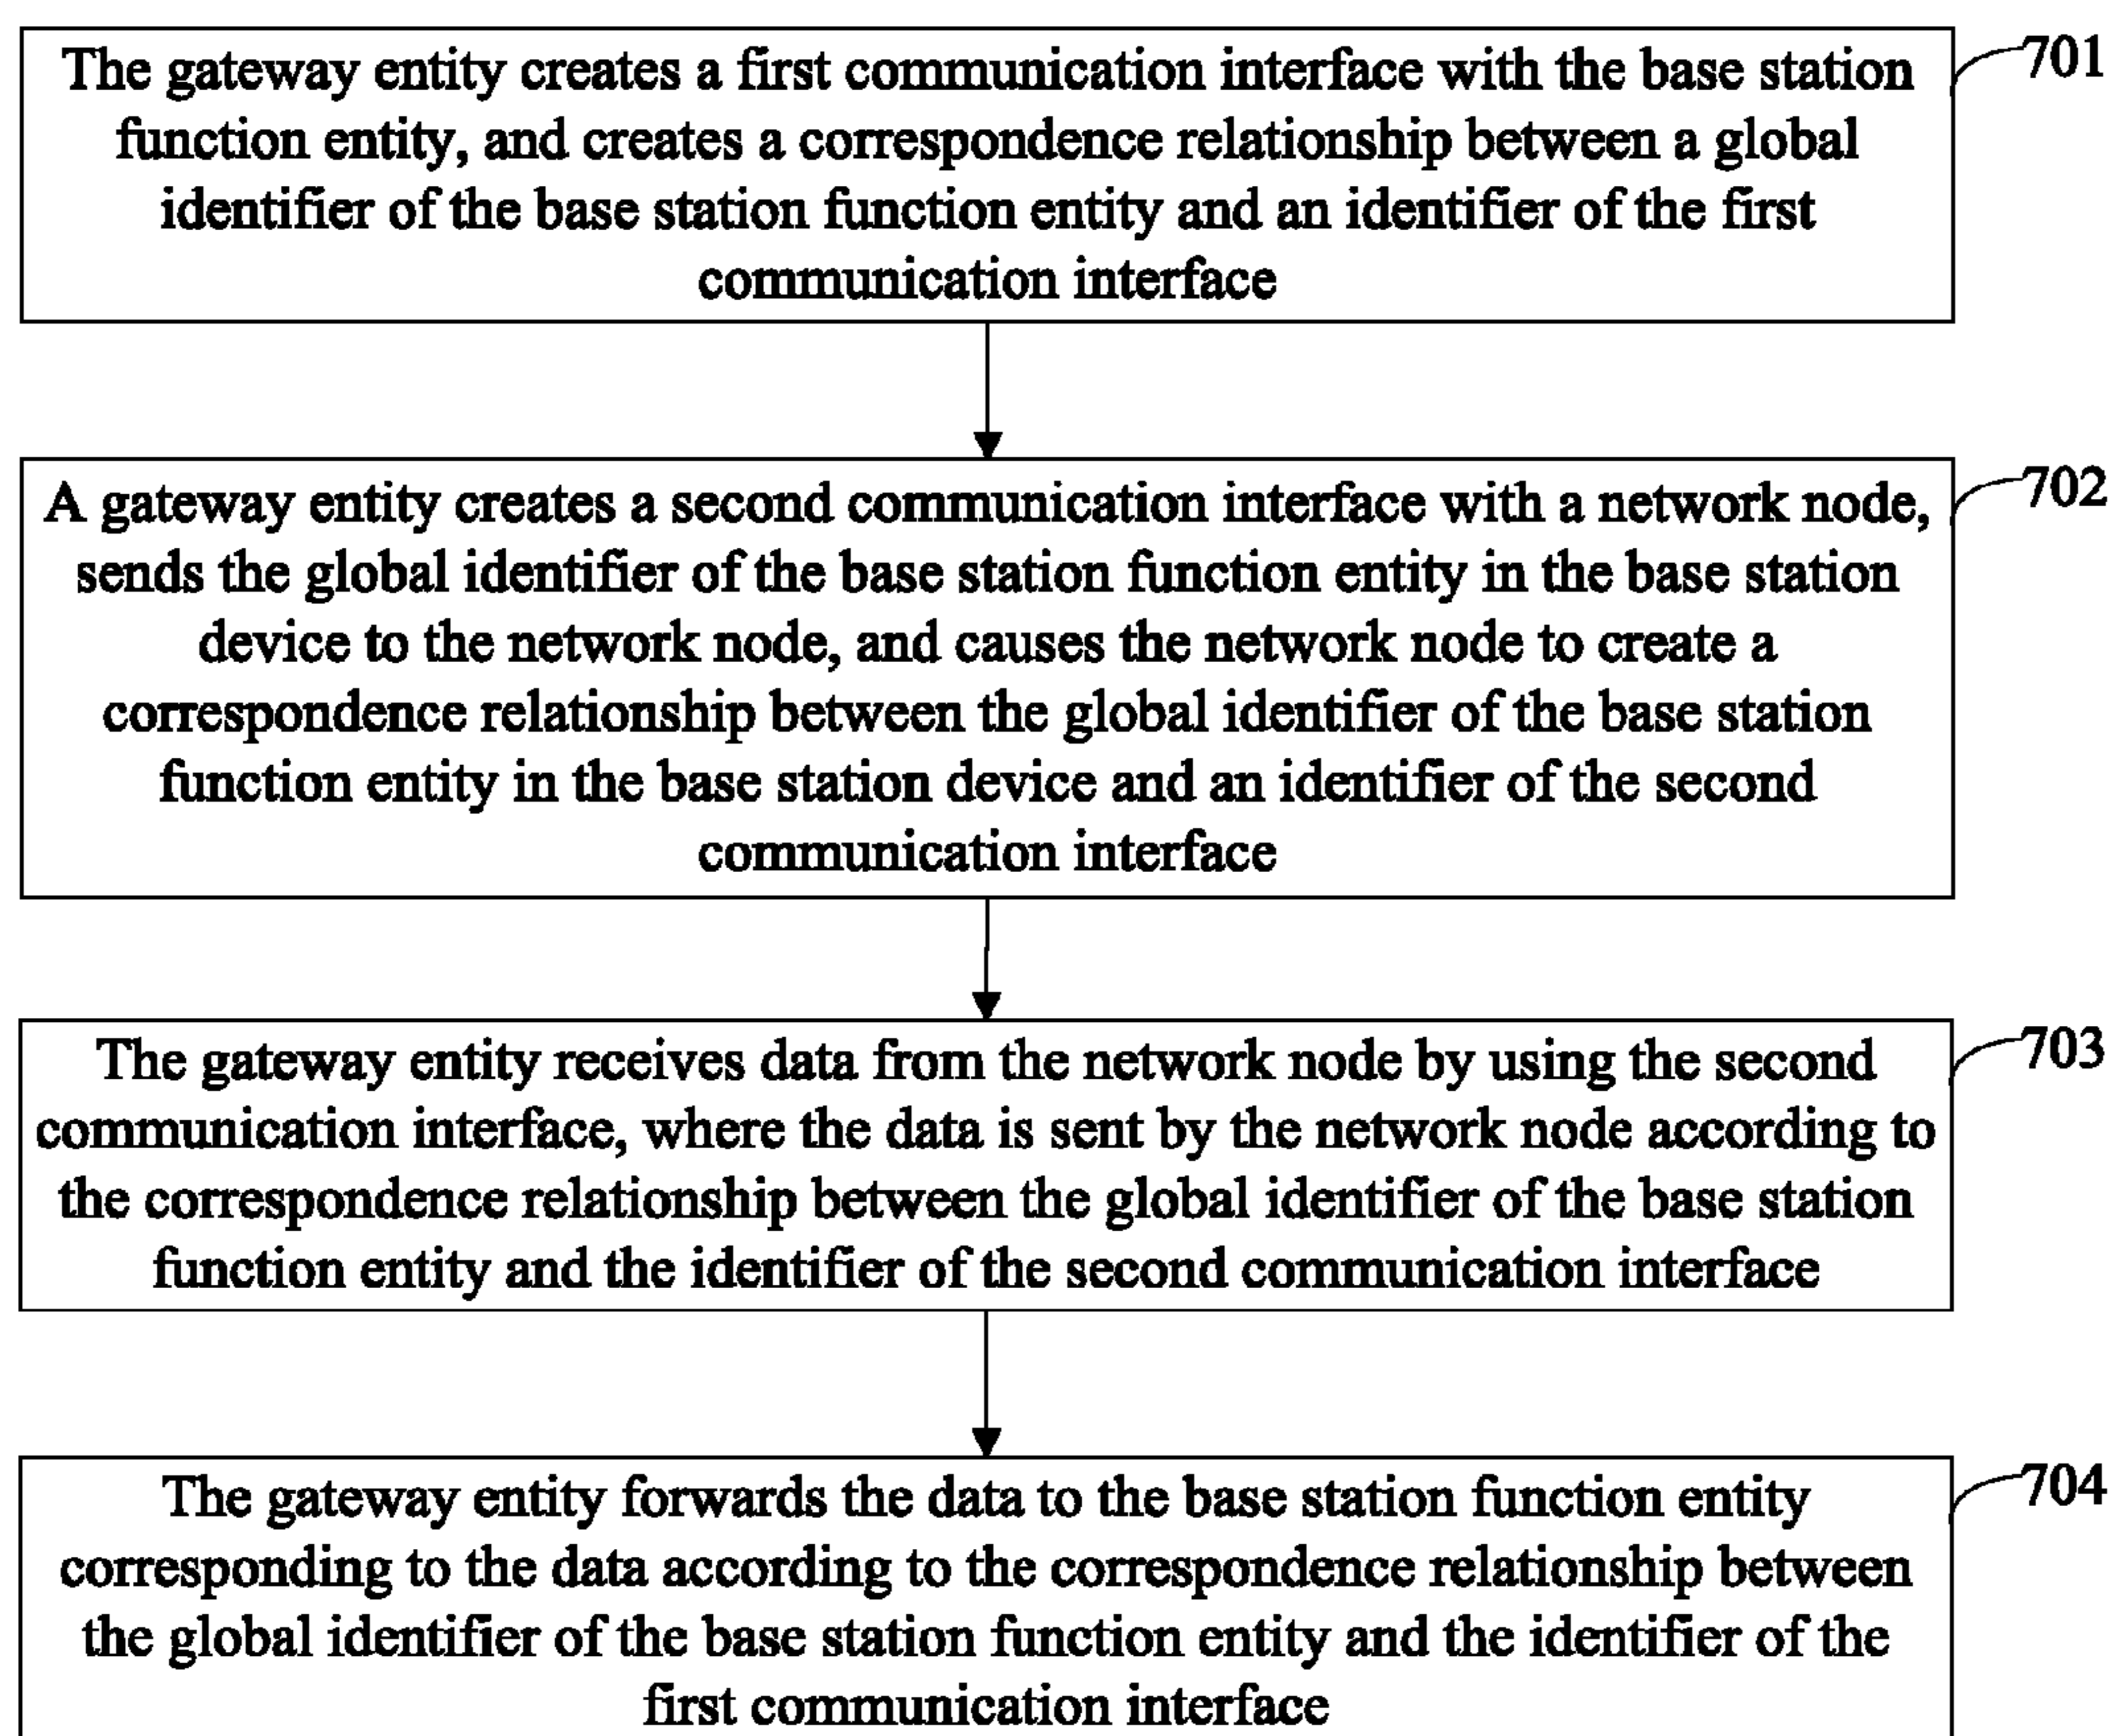 The gateway entity creates a first communication interface with the base station
function entity, and creates a correspondence relationship between a global
identifier of the base station function entity and an identifier of the first
communication interface
701
A gateway entity creates a second communication interface with a network node,
sends the global identifier of the base station function entity in the base station
device to the network node, and causes the network node to create a
correspondence relationship between the global identifier of the base station
function entity in the base station device and an identifier of the second
communication interface
702
The gateway entity receives data from the network node by using the second
communication interface, where the data is sent by the network node according to
the correspondence relationship between the global identifier of the base station
function entity and the identifier of the second communication interface
703
The gateway entity forwards the data to the base station function entity
corresponding to the data according to the correspondence relationship between
the global identifier of the base station function entity and the identifier of the
first communication interface
704